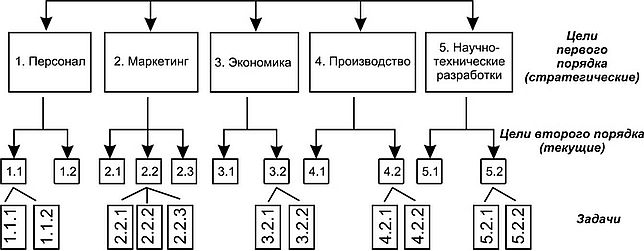 1. Персонал
2. Маркетинг
3. Экономика
4. Производство
5. Научно-
технические
разработки
Цели
первого
порядка
(стратегические)
1.1
1.2
2.1
2.2
2.3
3.1
3.2
4.1
4.2
5.1
5.2
Цели второго порядка
(текущие)
1.1.1
1.1.2
2.2.1
2.2.2
2.2.3
3.2.1
3.2.2
4.2.1
4.2.2
5.2.1
5.2.2
Задачи